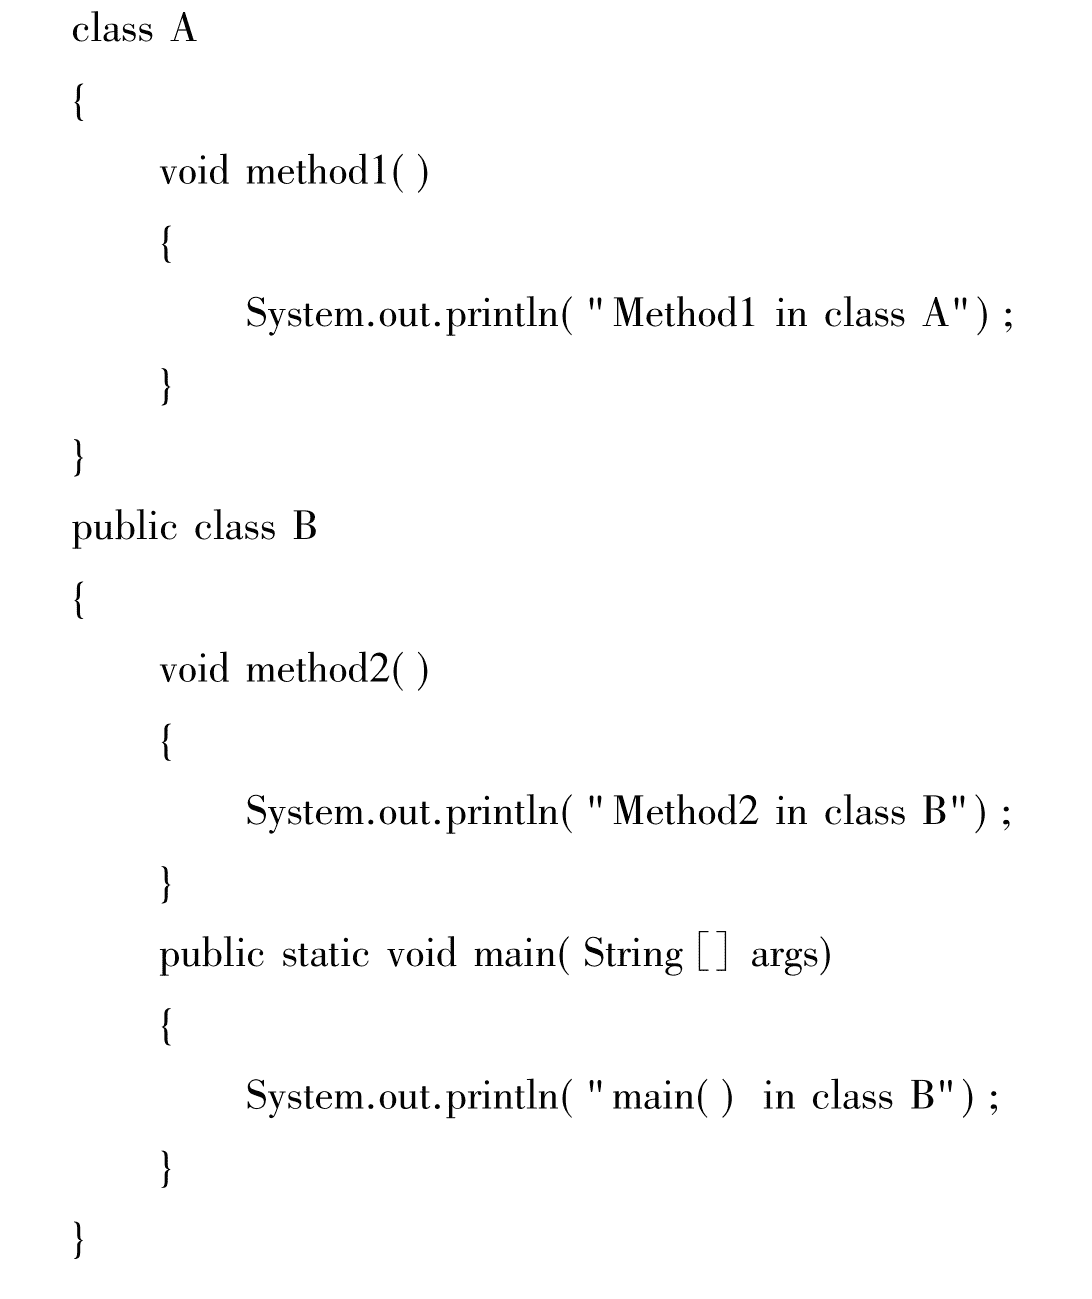 class A
{
void method1( )
{
System.out.println( "Method1 in class A") ;
}
}
public class B
{
void method2( )
{
System.out.println( "Method2 in class B") ;
}
public static void main( String [ ] args)
{
System.out.println( "main( ) in class B") ;
}
}